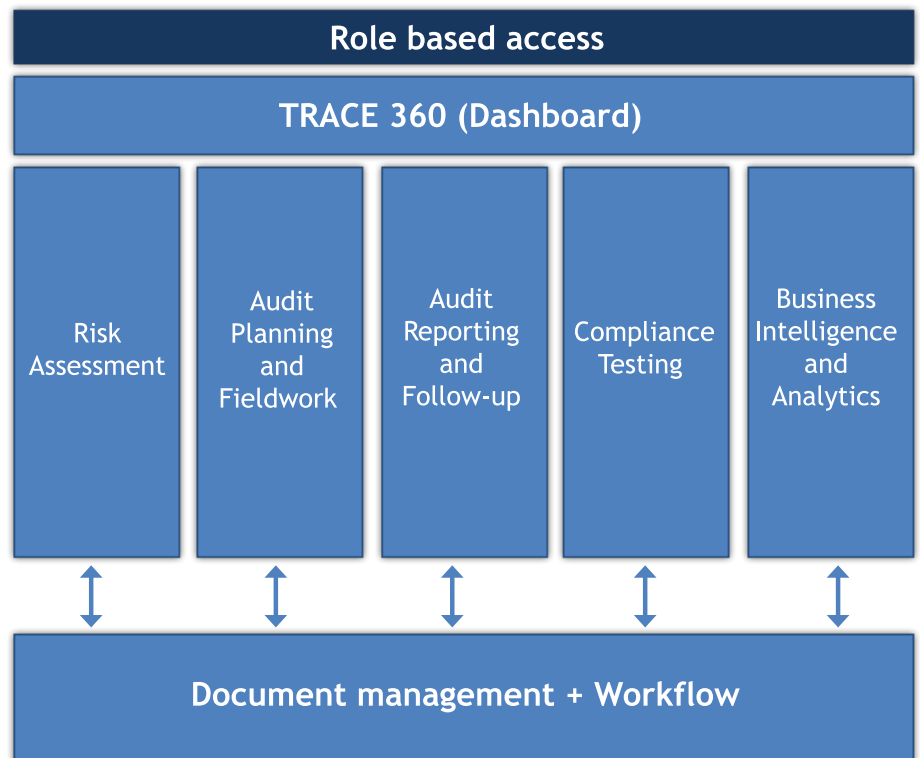 Role based access
TRACE 360 (Dashboard)
Risk
Assessment
Audit
Planning
and
Fieldwork
Audit
Reporting
and
Follow-up
Compliance
Testing
Business
Intelligence
and
Analytics
Document management + Workflow